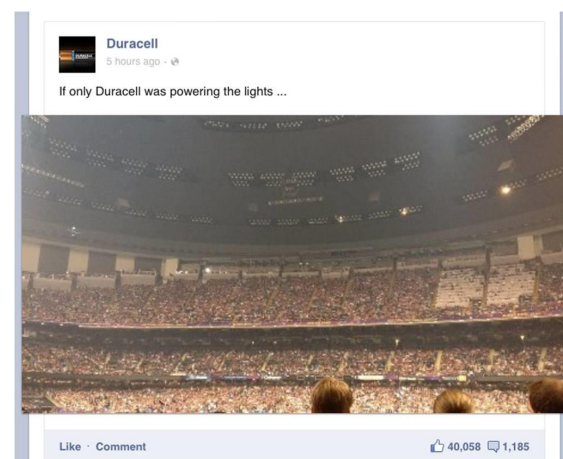 Duracell
5 hours ago ·
If only Duracell was powering the lights ...
Like · Comment
40,058
1,185